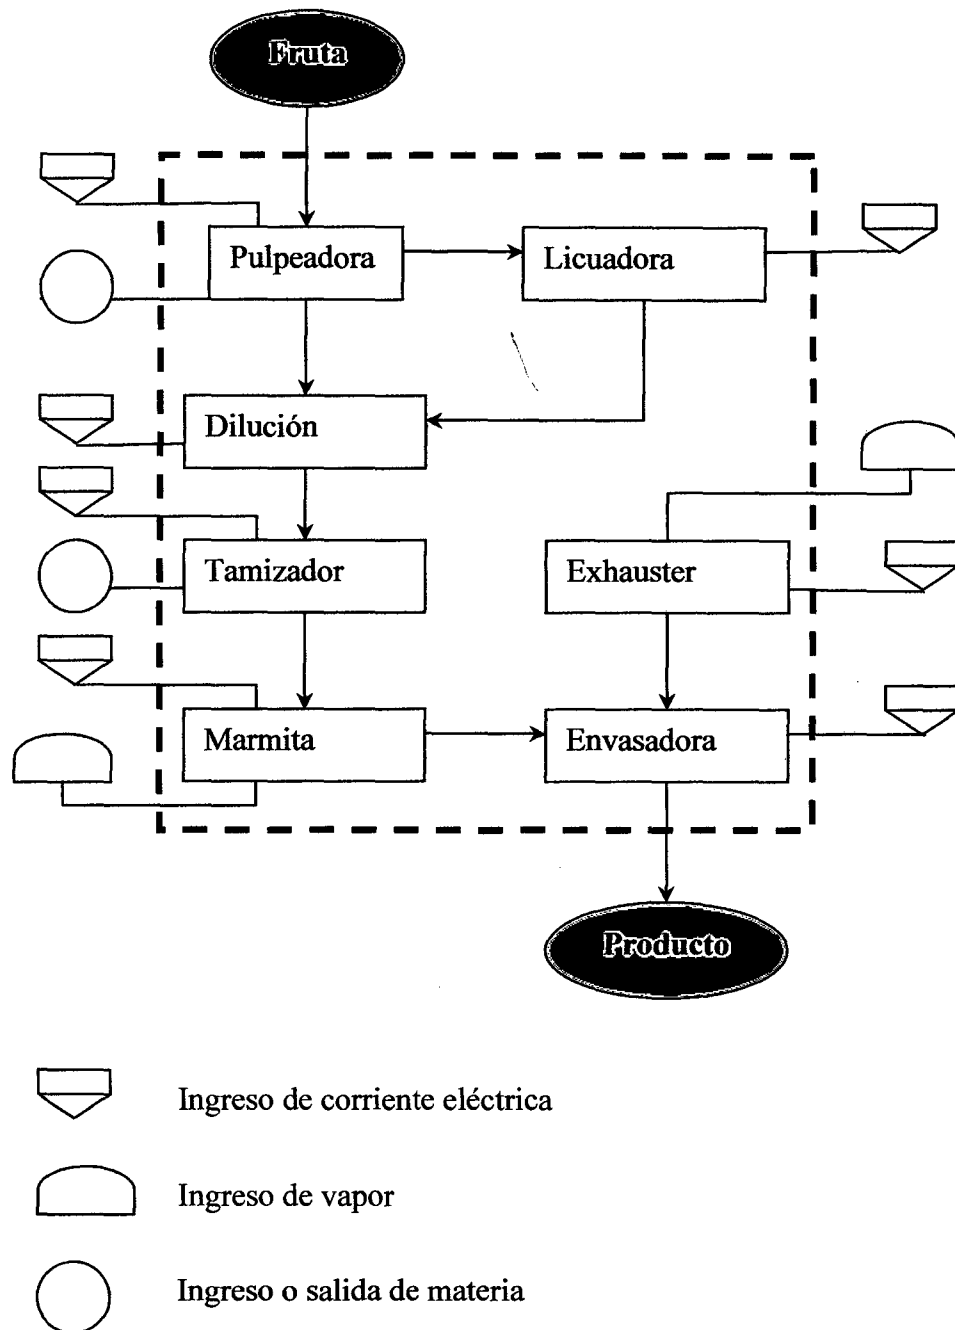 Fruta
Pulpeadora
Licuadora
Dilución
Tamizador
Exhauster
Marmita
Envasadora
Producto
Ingreso de corriente eléctrica
Ingreso de vapor
Ingreso o salida de materia